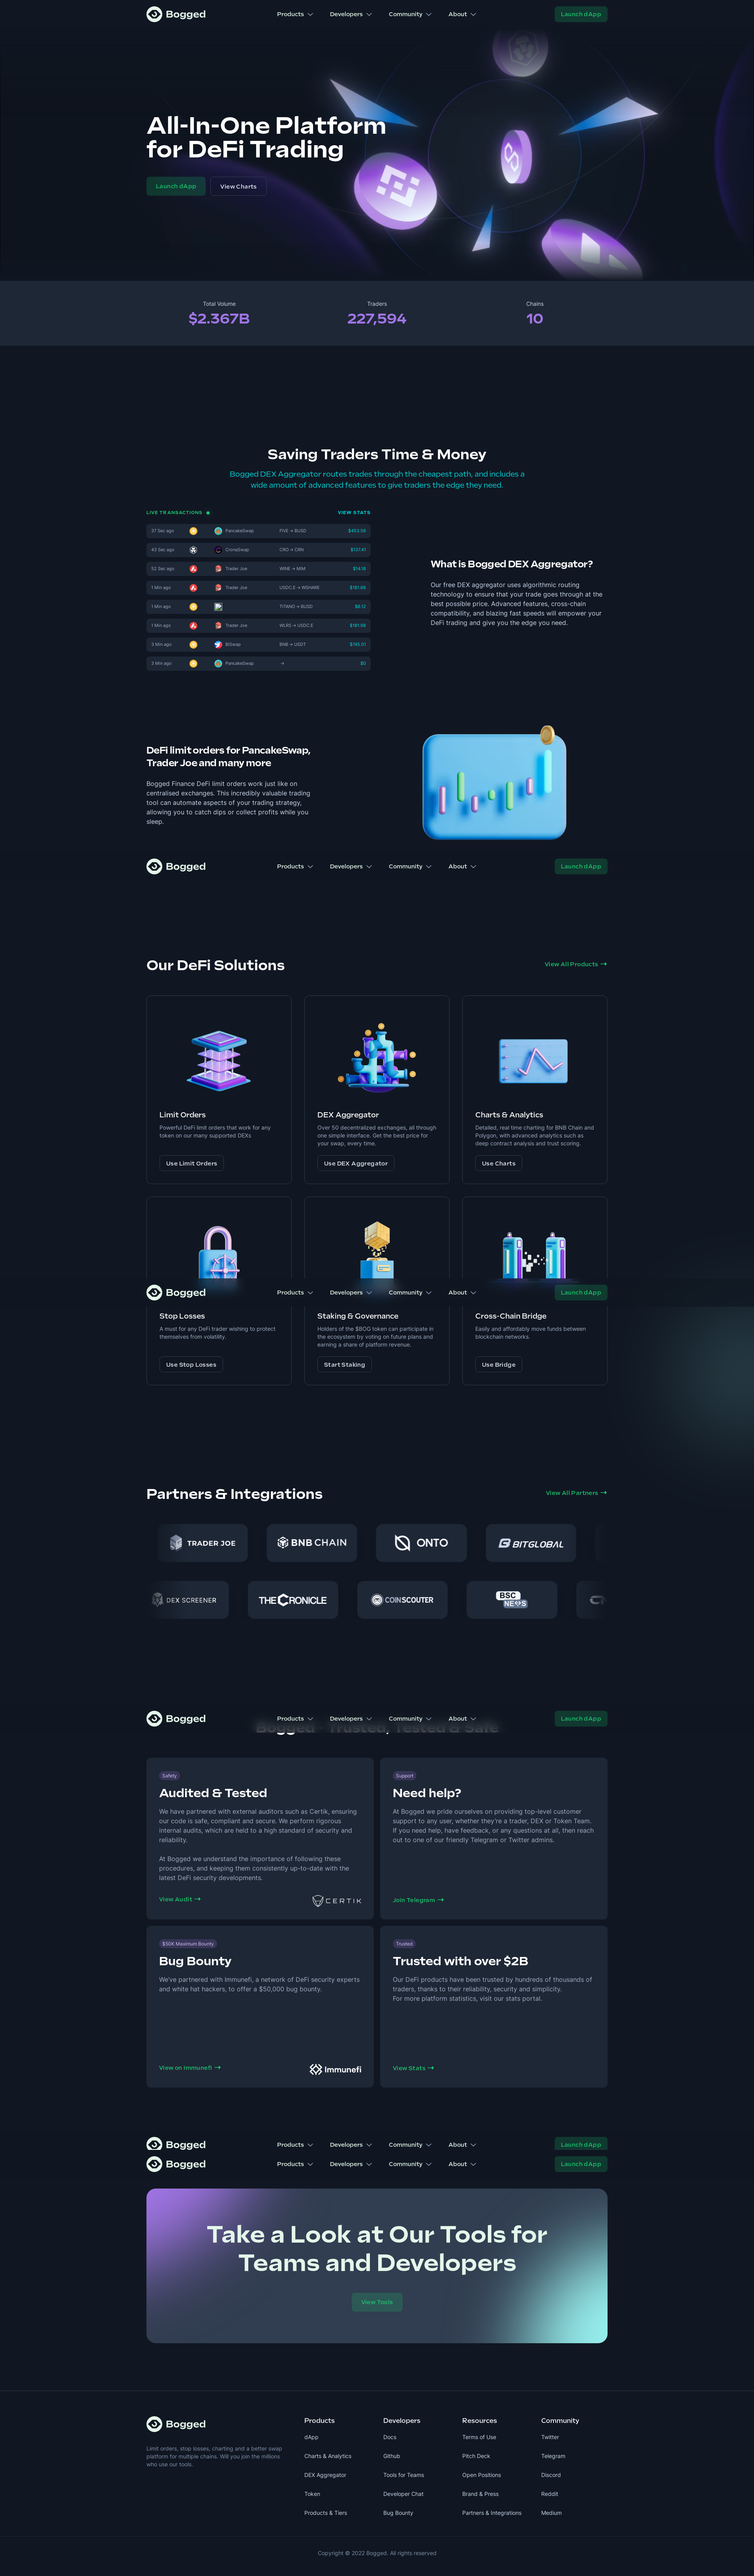 Bogged
Products
Developers
Community
About
Launch dApp
All-In-One Platform
for DeFi Trading
Launch dApp
View Charts
Total Volume
$2.367B
Traders
227,594
Chains
10
Saving Traders Time & Money
Bogged DEX Aggregator routes trades through the cheapest path, and includes a
wide amount of advanced features to give traders the edge they need.
LIVE TRANSACTIONS
VIEW STATS
37 Sec ago PancakeSwap FIVE → BUSD $453.56
43 Sec ago CronaSwap CRO → CRN $137.41
52 Sec ago Trader Joe WINE → MIM $14.19
1 Min ago Trader Joe USDC.E → WSHARE $181.66
1 Min ago TITANO → BUSD $6.12
1 Min ago Trader Joe WLRS → USDC.E $181.66
3 Min ago BiSwap BNB → USDT $745.01
3 Min ago PancakeSwap → $0
What is Bogged DEX Aggregator?
Our free DEX aggregator uses algorithmic routing
technology to ensure that your trade goes through at the
best possible price. Advanced features, cross-chain
compatibility, and blazing fast speeds will empower your
DeFi trading and give you the edge you need.
DeFi limit orders for PancakeSwap,
Trader Joe and many more
Bogged Finance DeFi limit orders work just like on
centralised exchanges. This incredibly valuable trading
tool can automate aspects of your trading strategy,
allowing you to catch dips or collect profits while you
sleep.
Bogged
Products
Developers
Community
About
Launch dApp
Our DeFi Solutions
View All Products →
Limit Orders
Powerful DeFi limit orders that work for any
token on our many supported DEXs
Use Limit Orders
DEX Aggregator
Over 50 decentralized exchanges, all through
one simple interface. Get the best price for
your swap, every time.
Use DEX Aggregator
Charts & Analytics
Detailed, real time charting for BNB Chain and
Polygon, with advanced analytics such as
deep contract analysis and trust scoring.
Use Charts
Bogged
Products
Developers
Community
About
Launch dApp
Stop Losses
A must for any DeFi trader wishing to protect
themselves from volatility.
Use Stop Losses
Staking & Governance
Holders of the $BOG token can participate in
the ecosystem by voting on future plans and
earning a share of platform revenue.
Start Staking
Cross-Chain Bridge
Easily and affordably move funds between
blockchain networks.
Use Bridge
Partners & Integrations
View All Partners →
TRADER JOE
BNB CHAIN
ONTO
BITGLOBAL
DEX SCREENER
THE CRONICLE
COINSCOUTER
BSC
NEWS
Bogged
Products
Developers
Community
About
Launch dApp
Bogged - Trusted, Tested & Safe
Safety
Audited & Tested
We have partnered with external auditors such as Certik, ensuring
our code is safe, compliant and secure. We perform rigorous
internal audits, which are held to a high standard of security and
reliability.
At Bogged we understand the importance of following these
procedures, and keeping them consistently up-to-date with the
latest DeFi security developments.
View Audit →
CERTIK
Support
Need help?
At Bogged we pride ourselves on providing top-level customer
support to any user, whether they're a trader, DEX or Token Team.
If you need help, have feedback, or any questions at all, then reach
out to one of our friendly Telegram or Twitter admins.
Join Telegram →
$50K Maximum Bounty
Bug Bounty
We've partnered with Immunefi, a network of DeFi security experts
and white hat hackers, to offer a $50,000 bug bounty.
View on Immunefi →
Immunefi
Trusted
Trusted with over $2B
Our DeFi products have been trusted by hundreds of thousands of
traders, thanks to their reliability, security and simplicity.
For more platform statistics, visit our stats portal.
View Stats →
Bogged
Products
Developers
Community
About
Launch dApp
Bogged
Products
Developers
Community
About
Launch dApp
Take a Look at Our Tools for
Teams and Developers
View Tools
Bogged
Limit orders, stop losses, charting and a better swap
platform for multiple chains. Will you join the millions
who use our tools.
Products
dApp
Charts & Analytics
DEX Aggregator
Token
Products & Tiers
Developers
Docs
Github
Tools for Teams
Developer Chat
Bug Bounty
Resources
Terms of Use
Pitch Deck
Open Positions
Brand & Press
Partners & Integrations
Community
Twitter
Telegram
Discord
Reddit
Medium
Copyright © 2022 Bogged. All rights reserved